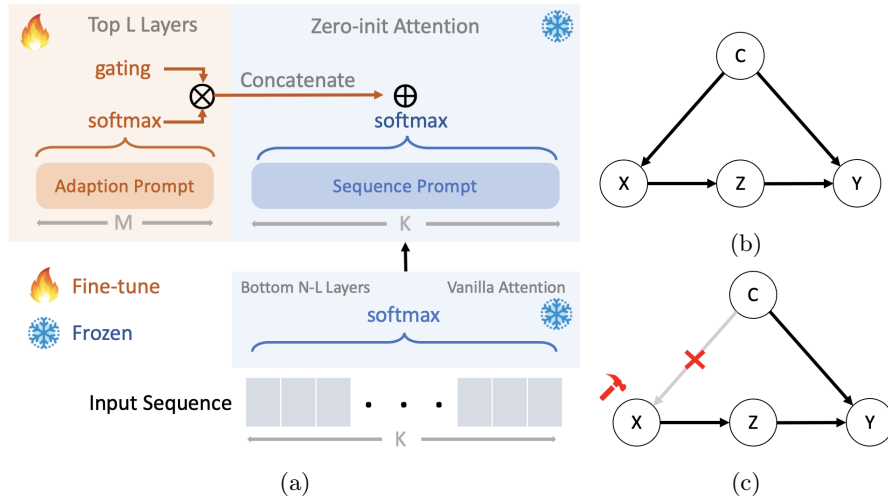 Top L Layers
Zero-init Attention
gating
Concatenate
softmax
softmax
Adaption Prompt
Sequence Prompt
M
K
Fine-tune
Frozen
Bottom N-L Layers
Vanilla Attention
softmax
Input Sequence
K
(a)
C
X
Z
Y
(b)
C
X
Z
Y
(c)